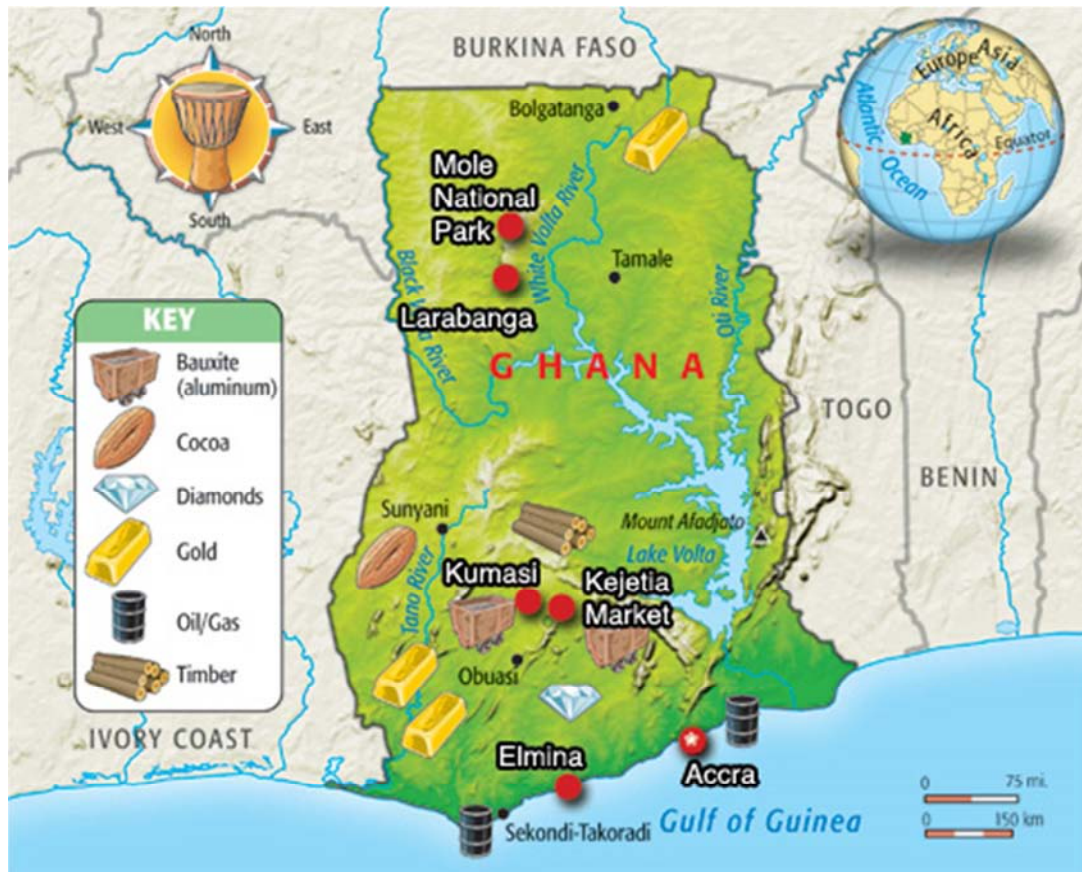 North
West
East
South
BURKINA FASO
Europe
Asia
Africa
Equator
Atlantic
Ocean
Bolgatanga
Mole
National
Park
White Volta River
Tamale
Larabanga
Black Volta River
Oti River
GHANA
TOGO
BENIN
KEY
Bauxite
(aluminum)
Cocoa
Diamonds
Gold
Oil/Gas
Timber
Sunyani
Mount Afadjato
Lake Volta
Tano River
Kumasi
Kejetia
Market
Obuasi
IVORY COAST
Elmina
Accra
Sekondi-Takoradi
Gulf of Guinea
0 75 mi.
0 150 km